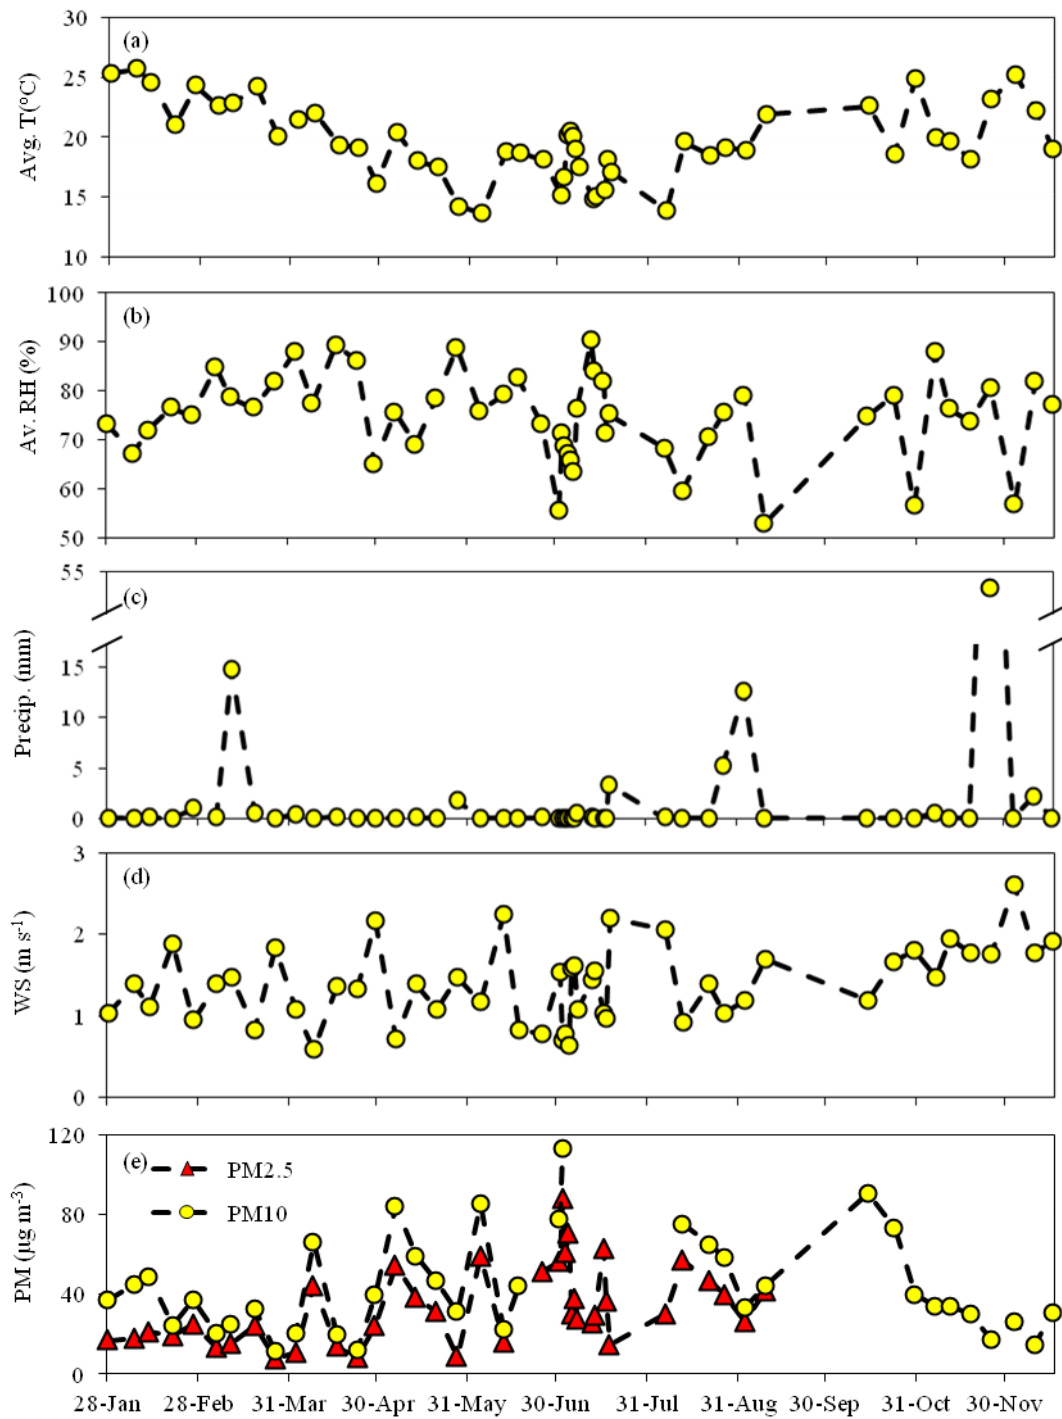 (a)
Avg. T(°C)
30
25
20
15
10
(b)
Av. RH (%)
100
90
80
70
60
50
(c)
Precip. (mm)
55
15
10
5
0
(d)
WS (m s⁻¹)
3
2
1
0
(e)
PM (µg m⁻³)
120
80
40
0
PM2.5
PM10
28-Jan 28-Feb 31-Mar 30-Apr 31-May 30-Jun 31-Jul 31-Aug 30-Sep 31-Oct 30-Nov